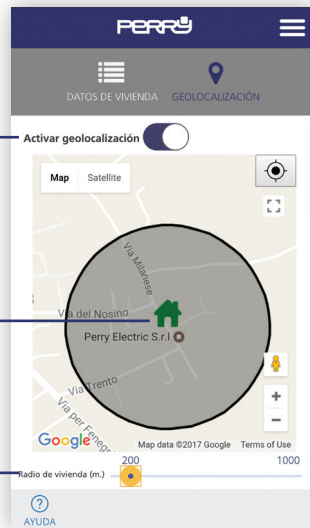 PERRY
DATOS DE VIVIENDA GEOLOCALIZACIÓN
Activar geolocalización
Map Satellite
Via Milanese
Via del Nosino
Perry Electric S.r.l
Via Trento
Via per Fenegr
Google Map data ©2017 Google Terms of Use
200 1000
Radio de vivienda (m.)
?
AYUDA